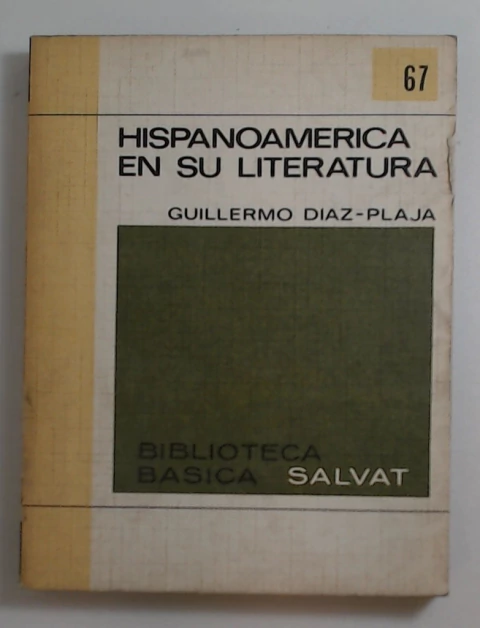 67
HISPANOAMERICA
EN SU LITERATURA
GUILLERMO DIAZ-PLAJA
BIBLIOTECA
BASICA SALVAT